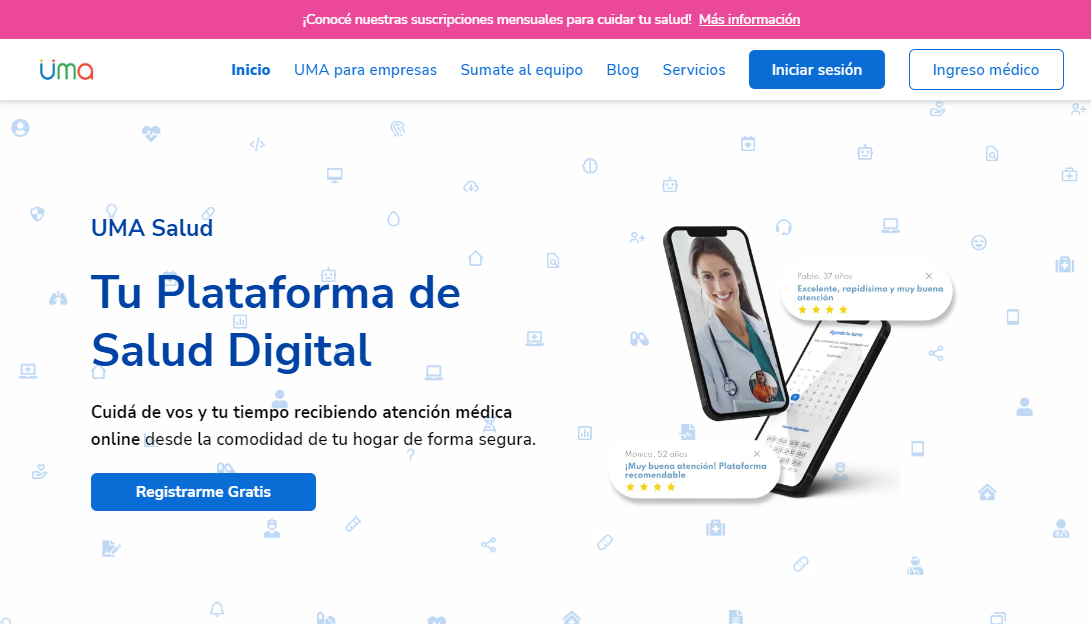 ¡Conocé nuestras suscripciones mensuales para cuidar tu salud! Más información
üma
Inicio UMA para empresas Sumate al equipo Blog Servicios Iniciar sesión Ingreso médico
UMA Salud
Tu Plataforma de
Salud Digital
Cuidá de vos y tu tiempo recibiendo atención médica
online desde la comodidad de tu hogar de forma segura.
Registrarme Gratis
Pablo, 37 años
Excelente, rapidísima y muy buena
atención
Agenda tu turno
Mónica, 52 años
¡Muy buena atención! Plataforma
recomendable